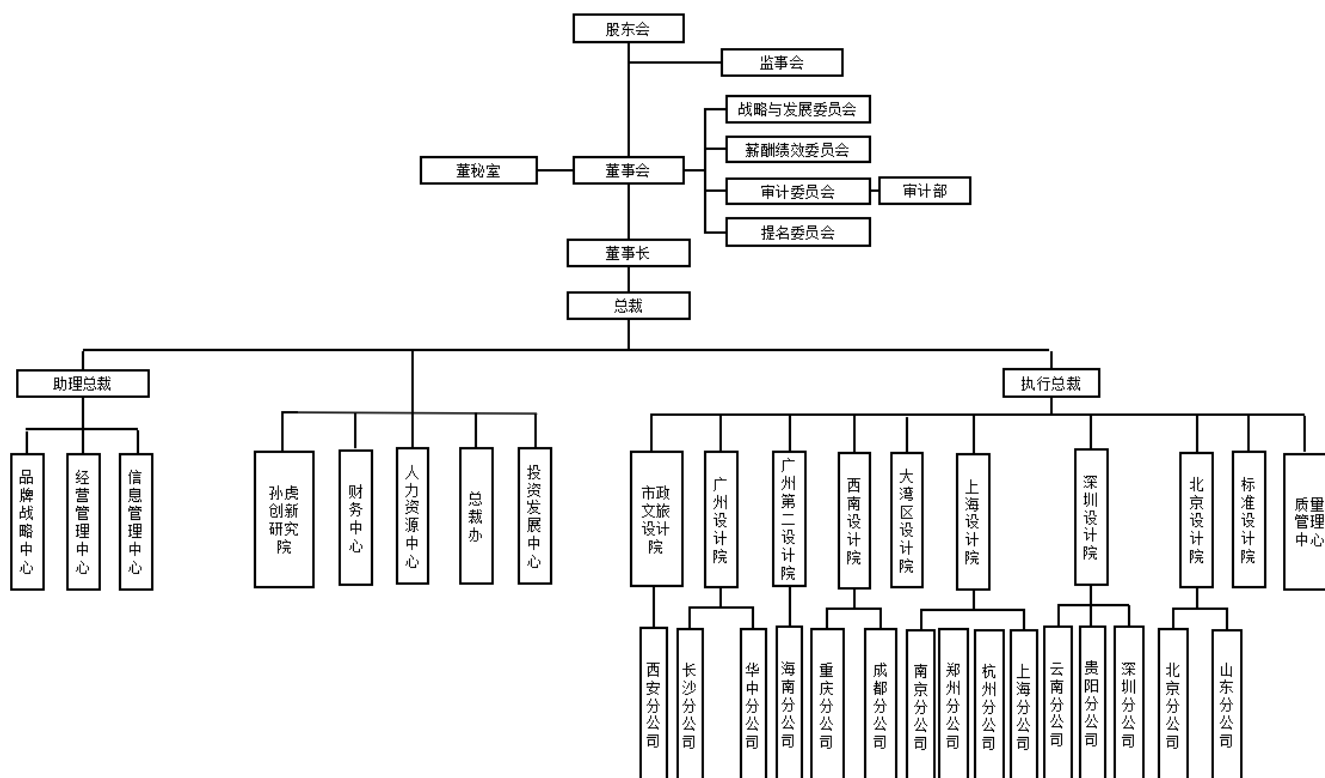 股东会
监事会
战略与发展委员会
薪酬绩效委员会
董秘室
董事会
审计委员会
审计部
提名委员会
董事长
总裁
助理总裁
执行总裁
品牌战略中心
经营管理中心
信息管理中心
孙虎
创新
研究
院
财务中心
人力资源中心
总裁办
投资发展中心
市政
文旅
设计
院
广州设计院
广州第二设计院
西南设计院
大湾区设计院
上海设计院
深圳设计院
北京设计院
标准设计院
质量
管理
中心
西安分公司
长沙分公司
华中分公司
海南分公司
重庆分公司
成都分公司
南京分公司
郑州分公司
杭州分公司
上海分公司
云南分公司
贵阳分公司
深圳分公司
北京分公司
山东分公司